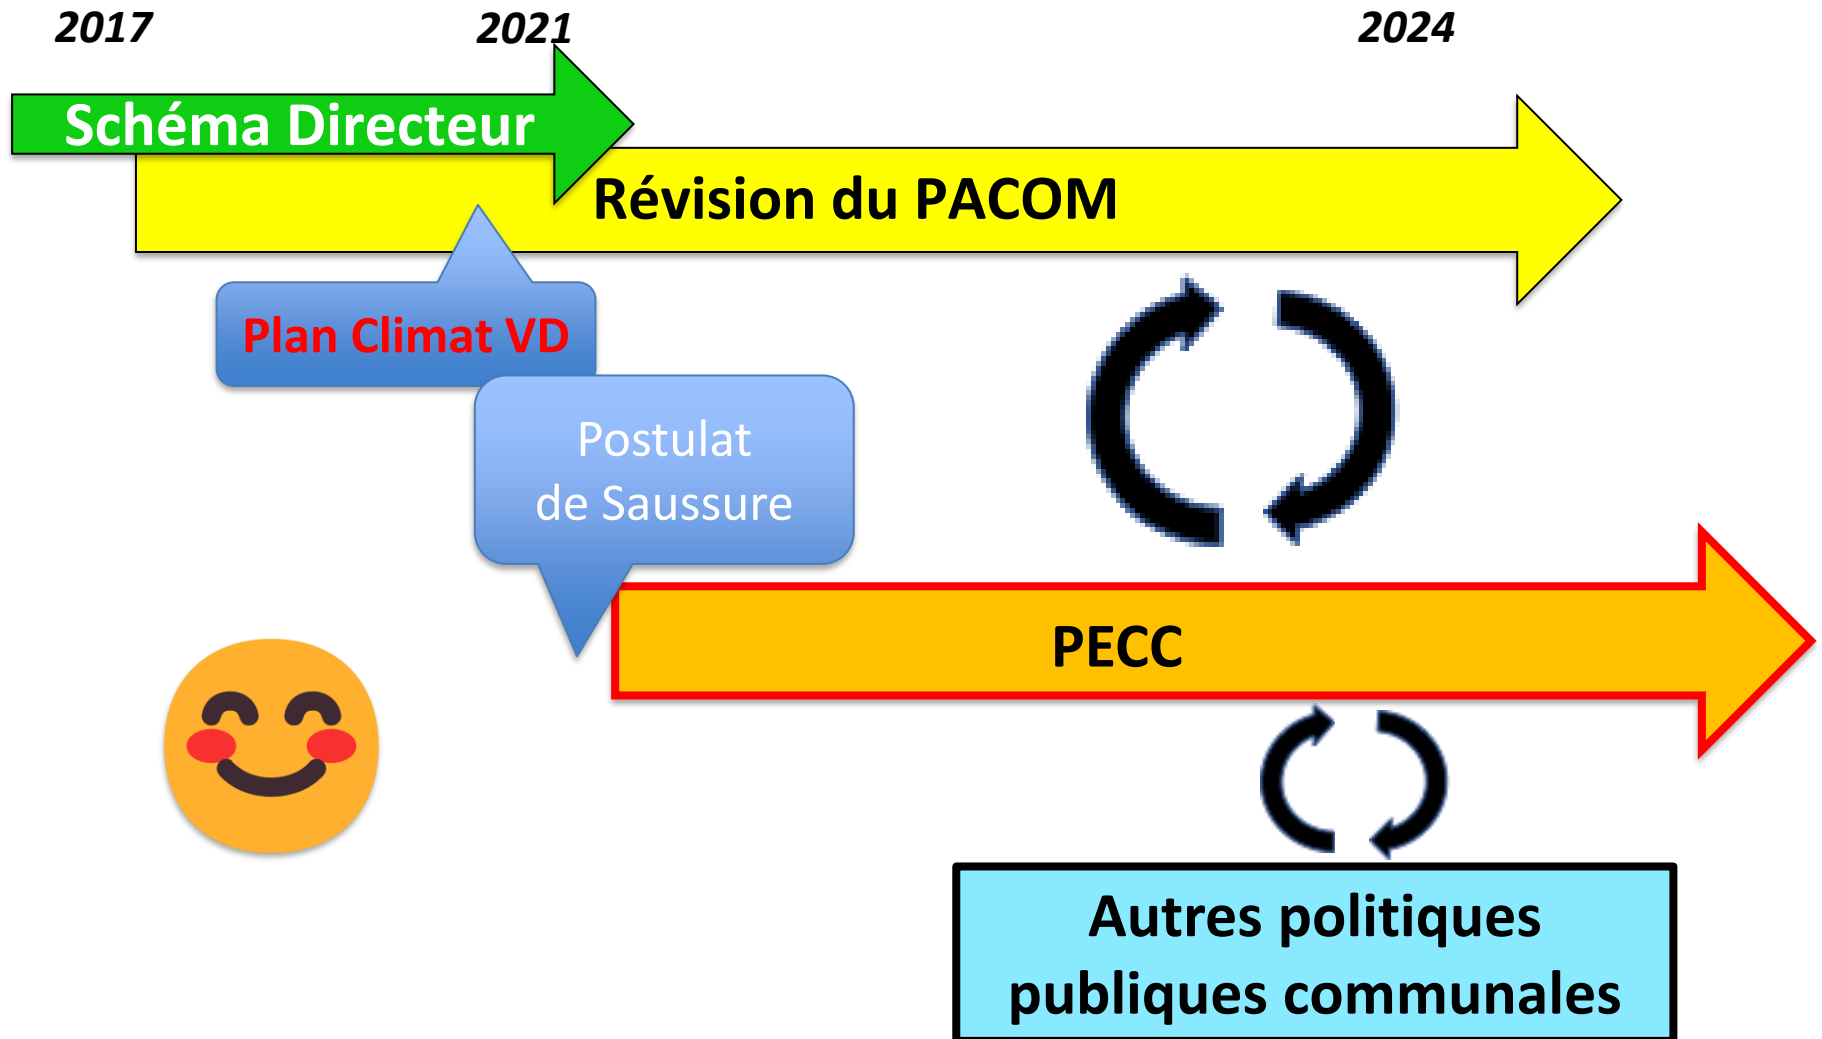 2017
2021
2024
Schéma Directeur
Révision du PACOM
Plan Climat VD
Postulat
de Saussure
PECC
Autres politiques
publiques communales